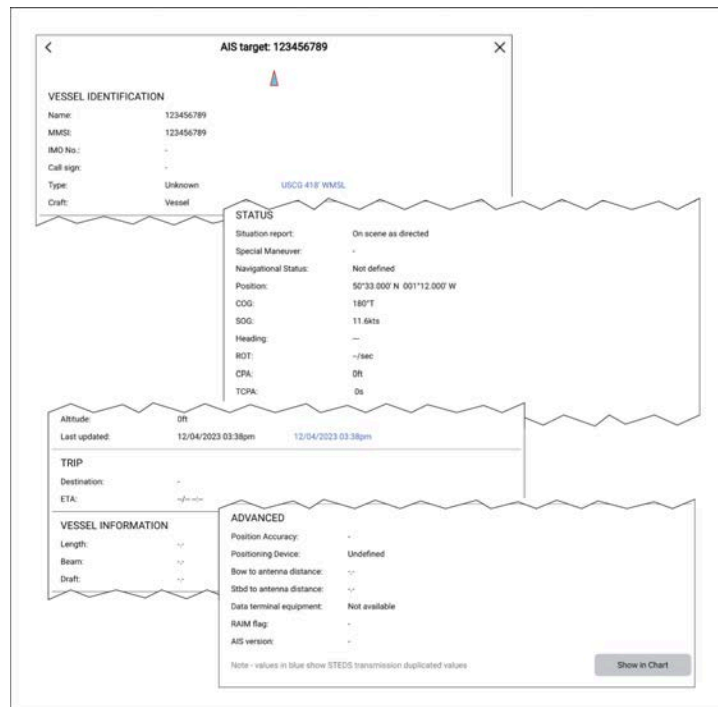 AIS target: 123456789
VESSEL IDENTIFICATION
Name: 123456789
MMSI: 123456789
IMO No.: -
Call sign: -
Type: Unknown USCG 418' WMSL
Craft: Vessel
STATUS
Situation report: On scene as directed
Special Maneuver: -
Navigational Status: Not defined
Position: 50°33.000' N 001°12.000' W
COG: 180°T
SOG: 11.6kts
Heading: ---
ROT: --/sec
CPA: 0ft
TCPA: 0s
Altitude: 0ft
Last updated: 12/04/2023 03:38pm 12/04/2023 03:38pm
TRIP
Destination: -
ETA: --/-- --:--
VESSEL INFORMATION
Length: -.-
Beam: -.-
Draft: -.-
ADVANCED
Position Accuracy: -
Positioning Device: Undefined
Bow to antenna distance: -.-
Stbd to antenna distance: -.-
Data terminal equipment: Not available
RAIM flag: -
AIS version: -
Note - values in blue show STEDS transmission duplicated values
Show in Chart